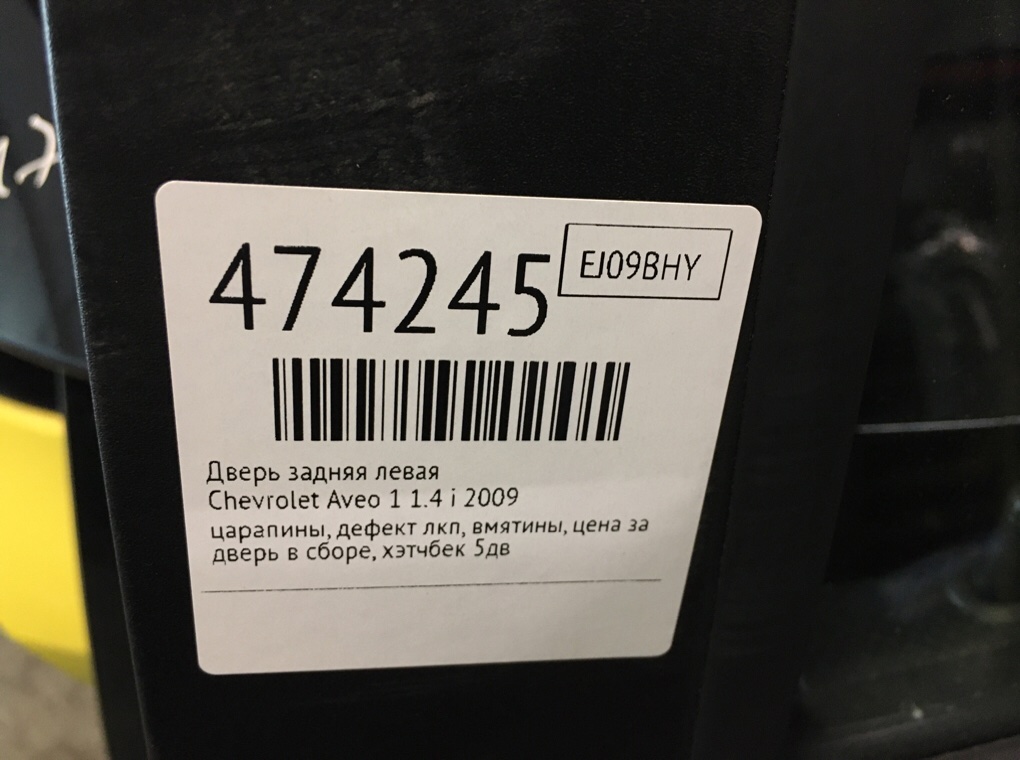 474245
EJ09BHY
Дверь задняя левая
Chevrolet Aveo 1 1.4 i 2009
царапины, дефект лкп, вмятины, цена за
дверь в сборе, хэтчбек 5дв